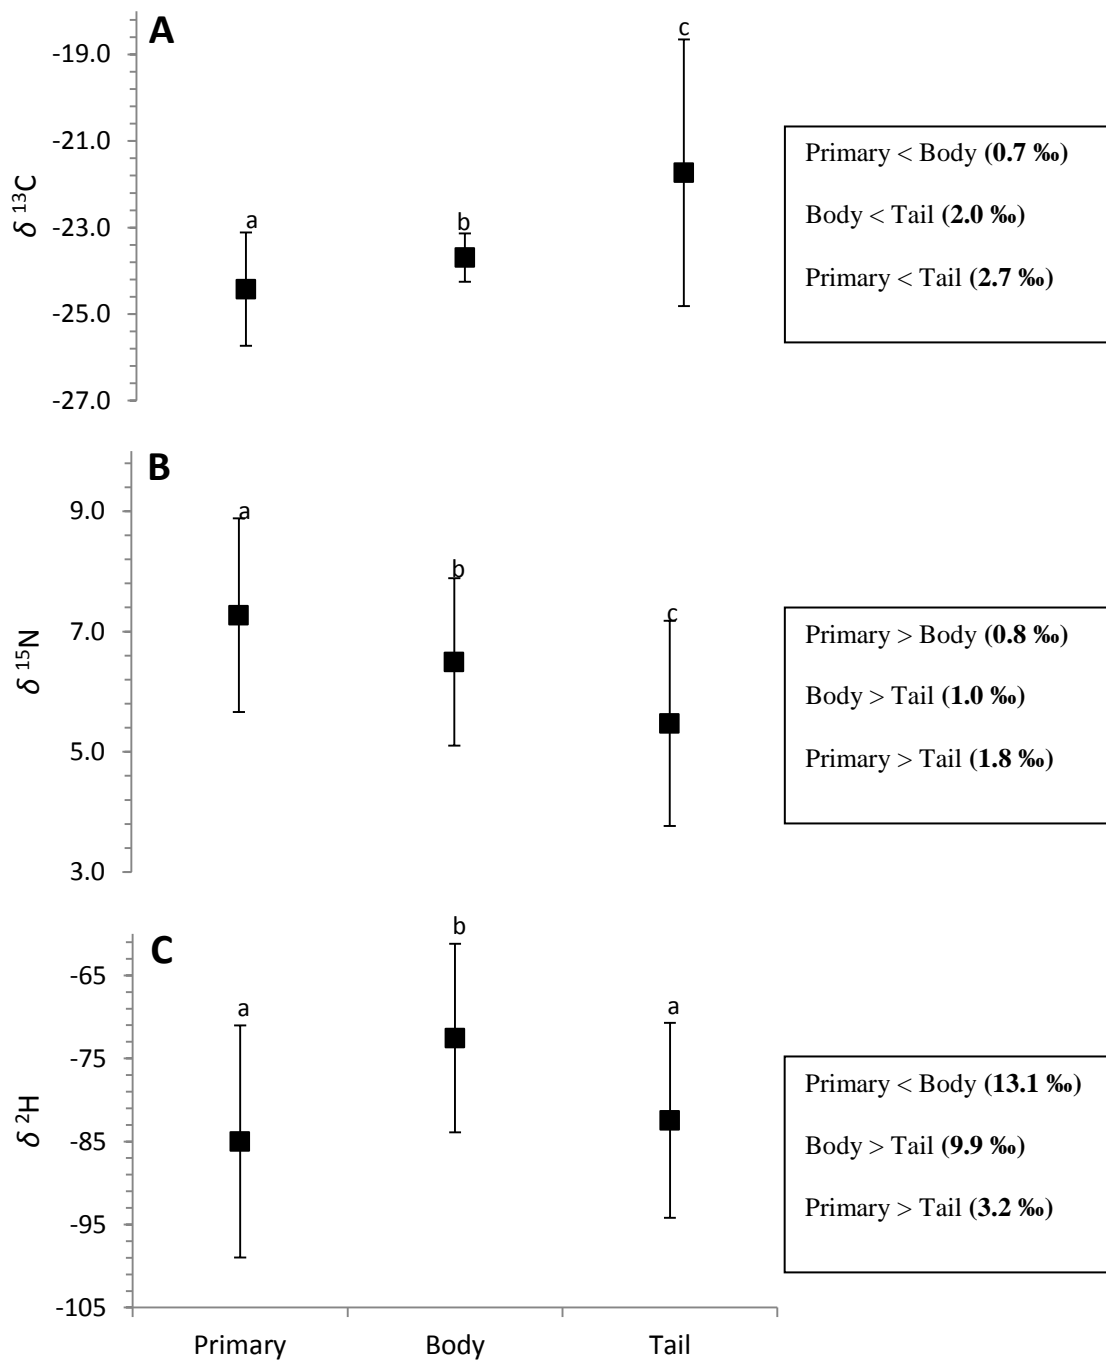 A
-19.0
-21.0
-23.0
-25.0
-27.0
δ ¹³C
a
b
c
Primary < Body (0.7 ‰)
Body < Tail (2.0 ‰)
Primary < Tail (2.7 ‰)
B
9.0
7.0
5.0
3.0
δ ¹⁵N
a
b
c
Primary > Body (0.8 ‰)
Body > Tail (1.0 ‰)
Primary > Tail (1.8 ‰)
C
-65
-75
-85
-95
-105
δ ²H
a
b
a
Primary < Body (13.1 ‰)
Body > Tail (9.9 ‰)
Primary > Tail (3.2 ‰)
Primary Body Tail